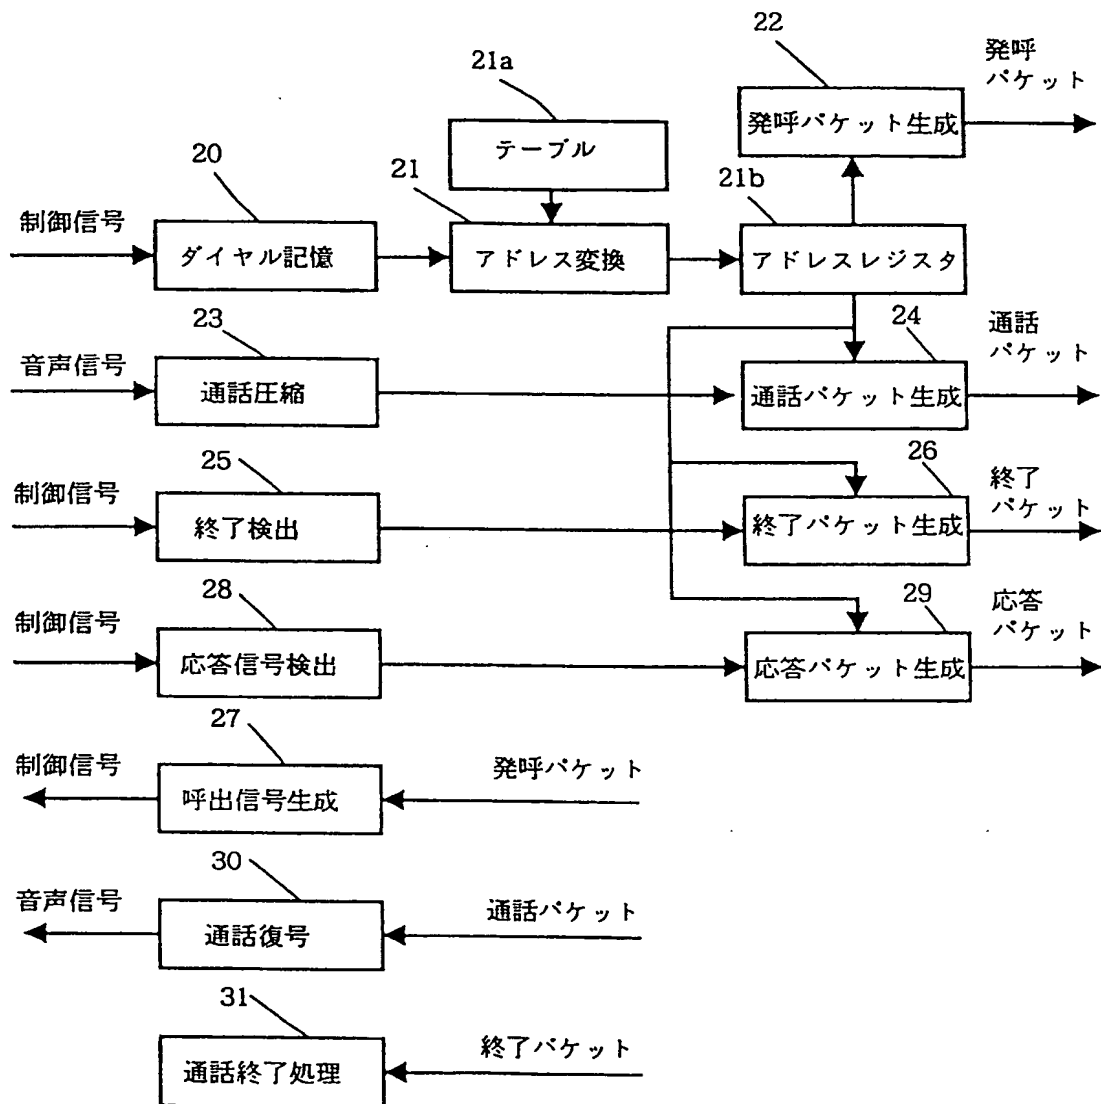 22
発呼
パケット
21a
発呼パケット生成
テーブル
20
21
21b
制御信号
ダイヤル記憶
アドレス変換
アドレスレジスタ
23
24
通話
パケット
音声信号
通話圧縮
通話パケット生成
25
26
終了
パケット
制御信号
終了検出
終了パケット生成
28
29
応答
パケット
制御信号
応答信号検出
応答パケット生成
27
制御信号
呼出信号生成
発呼パケット
30
音声信号
通話復号
通話パケット
31
通話終了処理
終了パケット